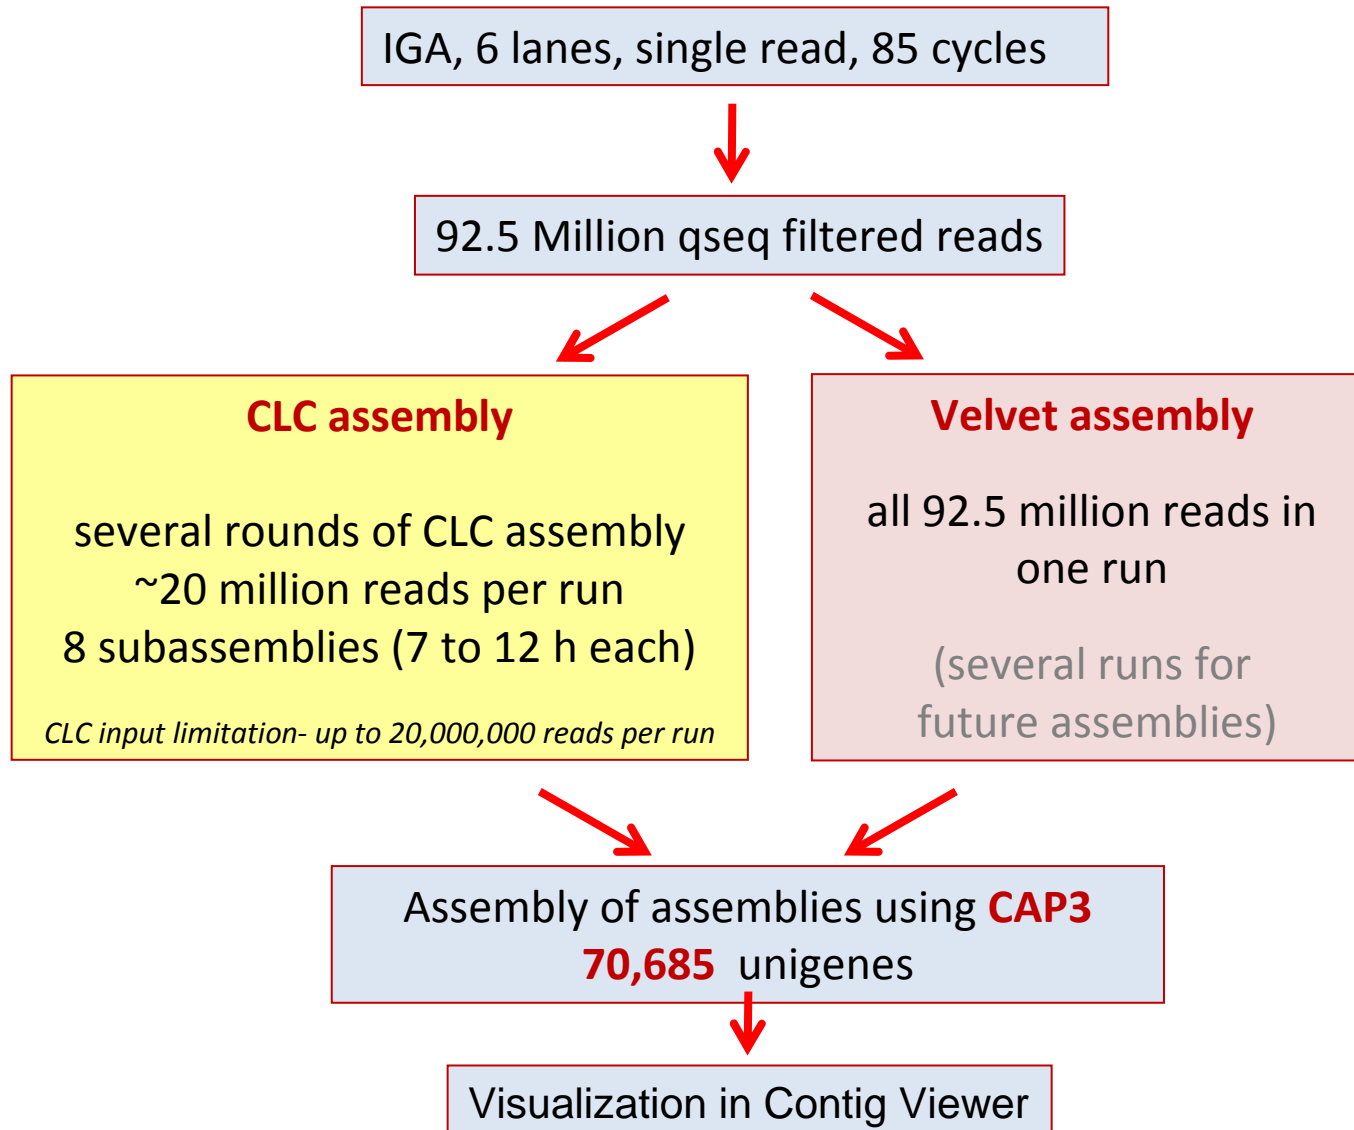 IGA, 6 lanes, single read, 85 cycles
92.5 Million qseq filtered reads
CLC assembly
several rounds of CLC assembly
~20 million reads per run
8 subassemblies (7 to 12 h each)
CLC input limitation- up to 20,000,000 reads per run
Velvet assembly
all 92.5 million reads in
one run
(several runs for
future assemblies)
Assembly of assemblies using CAP3
70,685 unigenes
Visualization in Contig Viewer